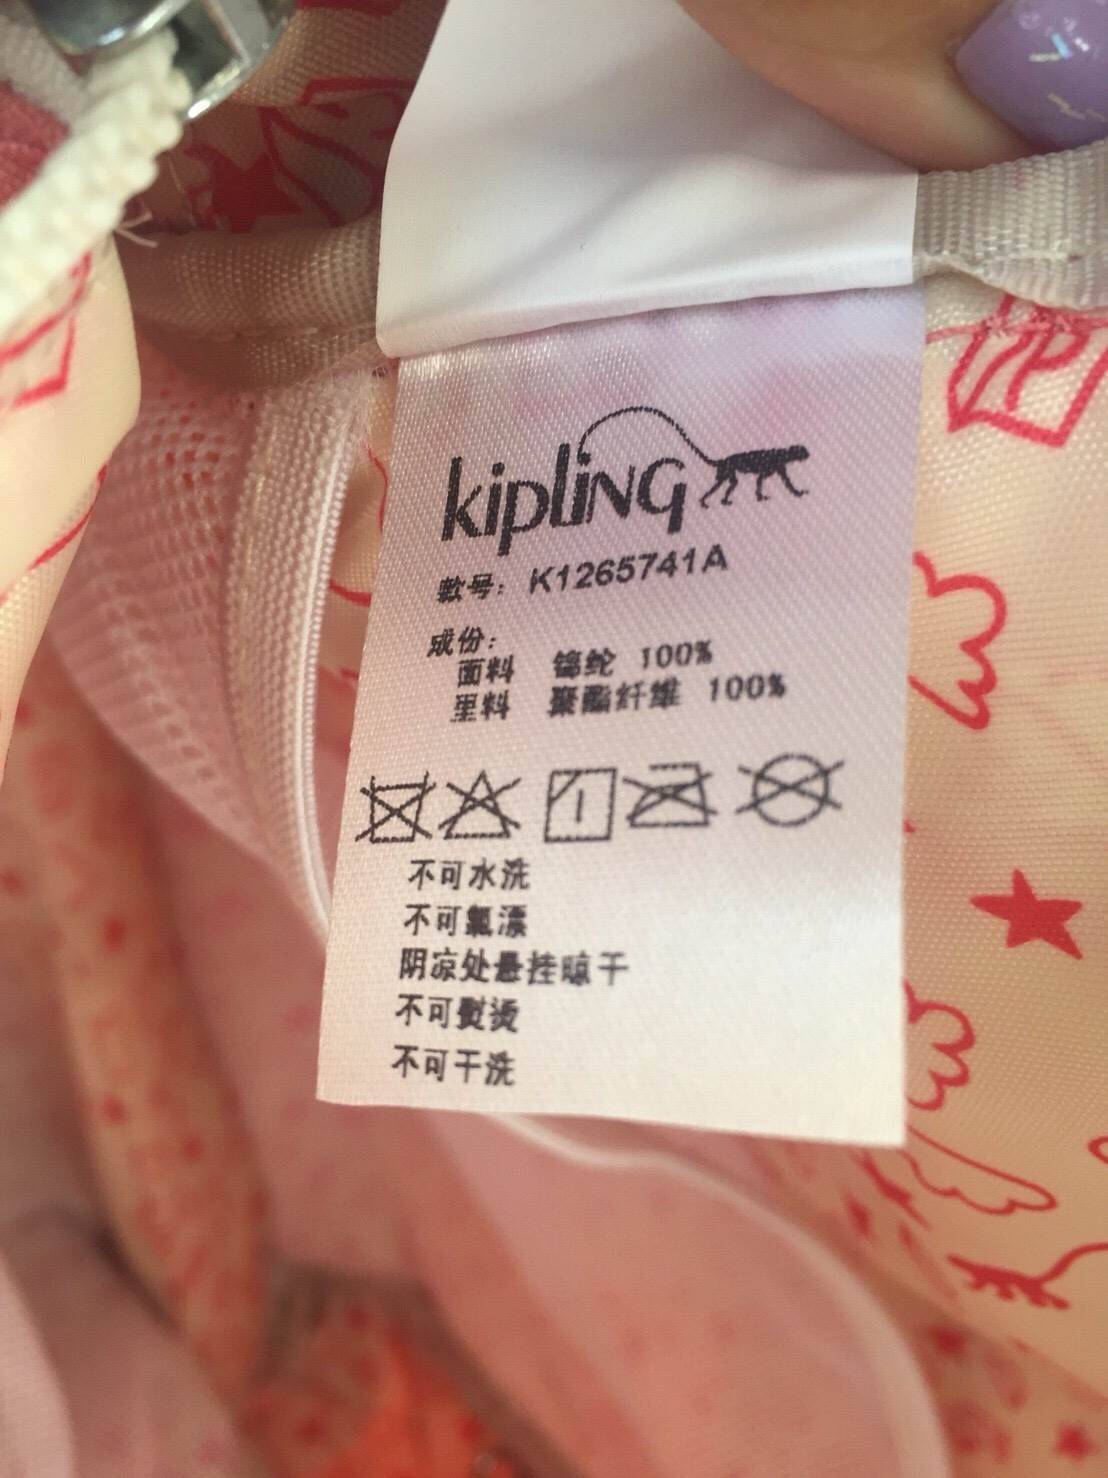 kipling
款号: K1265741A
成份:
面料 锦纶 100%
里料 聚酯纤维 100%
不可水洗
不可氯漂
阴凉处悬挂晾干
不可熨烫
不可干洗